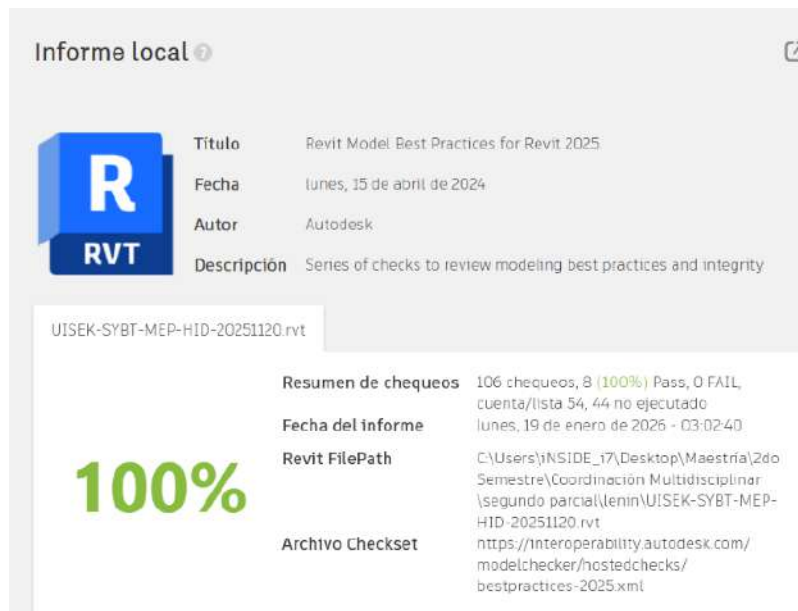 Informe local ?
R
RVT
Título Revit Model Best Practices for Revit 2025
Fecha lunes, 15 de abril de 2024
Autor Autodesk
Descripción Series of checks to review modeling best practices and integrity
UISEK-SYBT-MEP-HID-20251120.rvt
100%
Resumen de chequeos 106 chequeos, 8 (100%) Pass, 0 FAIL,
cuenta/lista 54, 44 no ejecutado
Fecha del informe lunes, 19 de enero de 2026 - 03:02:40
Revit FilePath C:\Users\iNSIDE_i7\Desktop\Maestría\2do
Semestre\Coordinación Multidisciplinar
\segundo parcial\lenin\UISEK-SYBT-MEP-
HID-20251120.rvt
Archivo Checkset https://interoperability.autodesk.com/
modelchecker/hostedchecks/
bestpractices-2025.xml